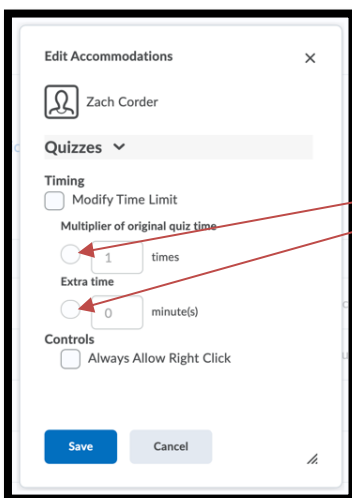 Edit Accommodations
Zach Corder
Quizzes
Timing
Modify Time Limit
Multiplier of original quiz time
1 times
Extra time
0 minute(s)
Controls
Always Allow Right Click
Save Cancel